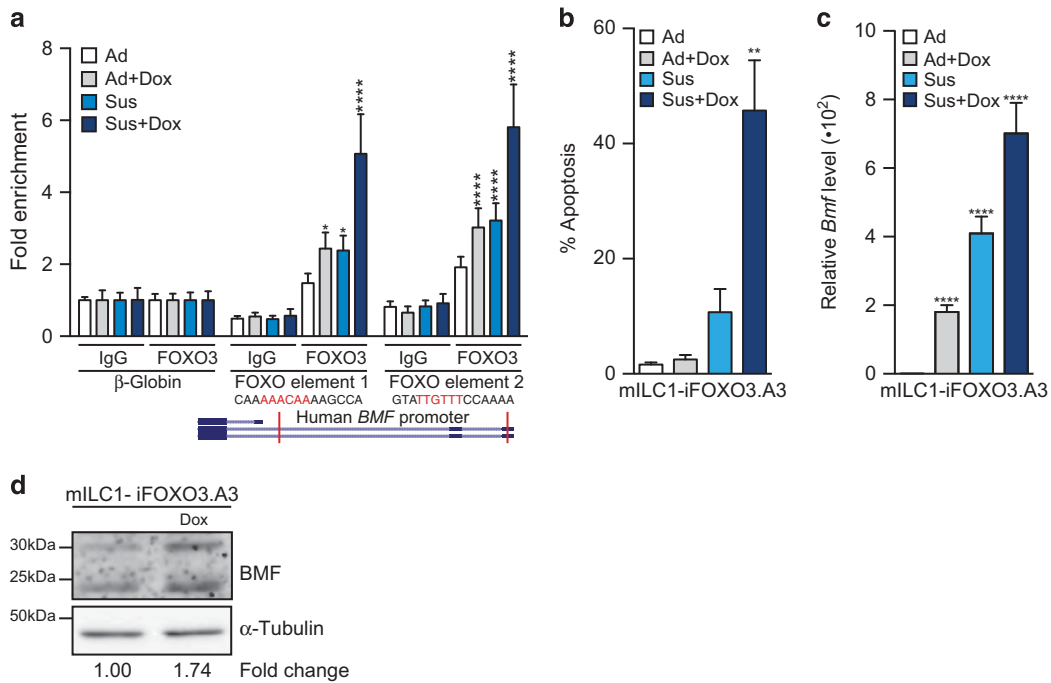 a
8
6
4
2
0
Fold enrichment
Ad
Ad+Dox
Sus
Sus+Dox
* * ****
**** **** ****
IgG FOXO3 IgG FOXO3 IgG FOXO3
β-Globin FOXO element 1 FOXO element 2
CAAAAACAAAAGCCA GTATTGTTTCCAAAA
Human BMF promoter
b
60
40
20
0
% Apoptosis
Ad
Ad+Dox
Sus
Sus+Dox
**
mILC1-iFOXO3.A3
c
10
8
6
4
2
0
Relative Bmf level (•10²)
Ad
Ad+Dox
Sus
Sus+Dox
**** **** ****
mILC1-iFOXO3.A3
d
mILC1- iFOXO3.A3
Dox
30kDa
25kDa
BMF
50kDa
α-Tubulin
1.00 1.74 Fold change